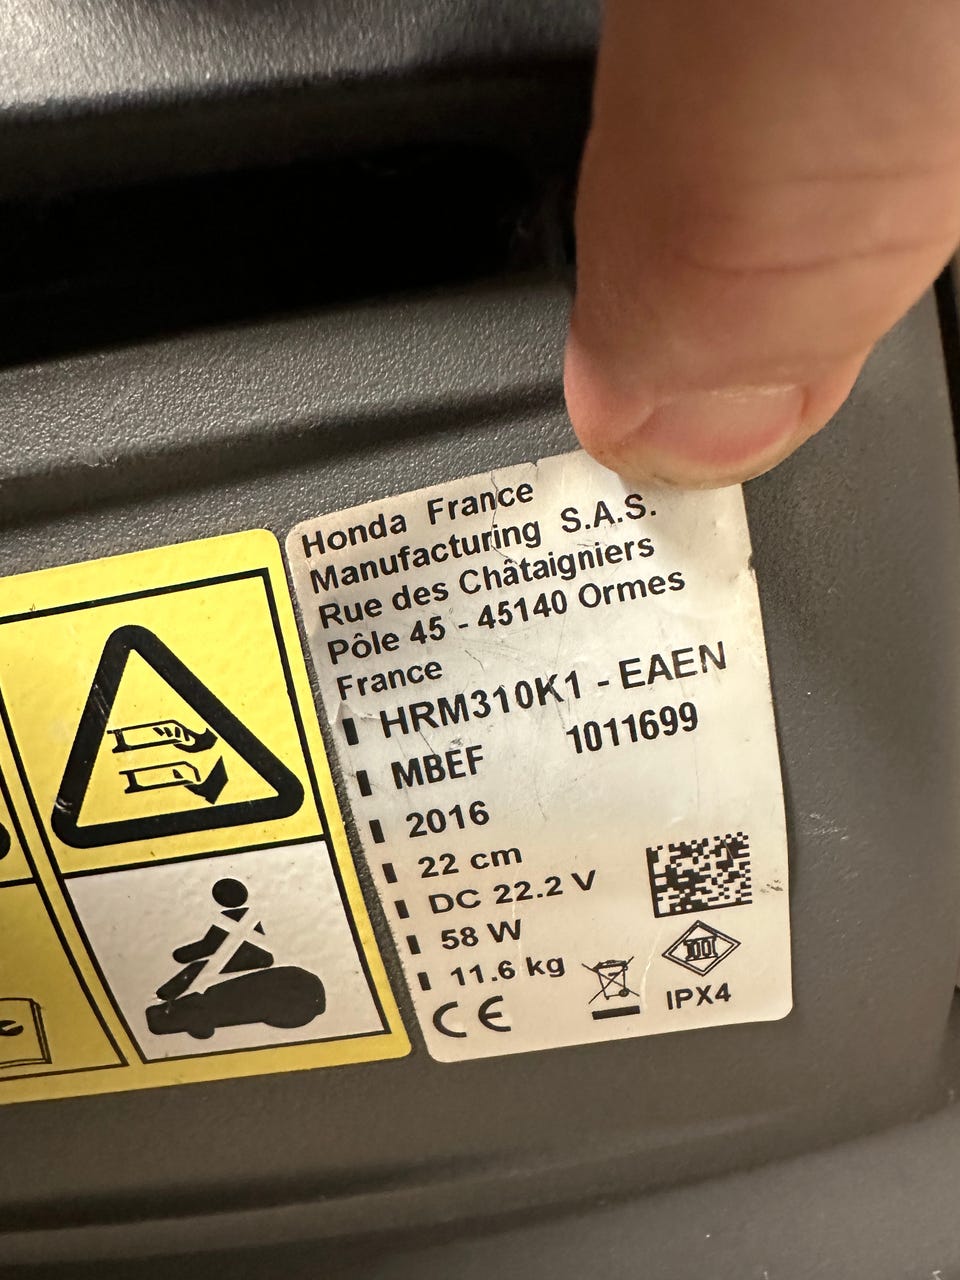 Honda France
Manufacturing S.A.S.
Rue des Châtaigniers
Pôle 45 - 45140 Ormes
France
HRM310K1 - EAEN
MBEF 1011699
2016
22 cm
DC 22.2 V
58 W
11.6 kg
CE
IPX4